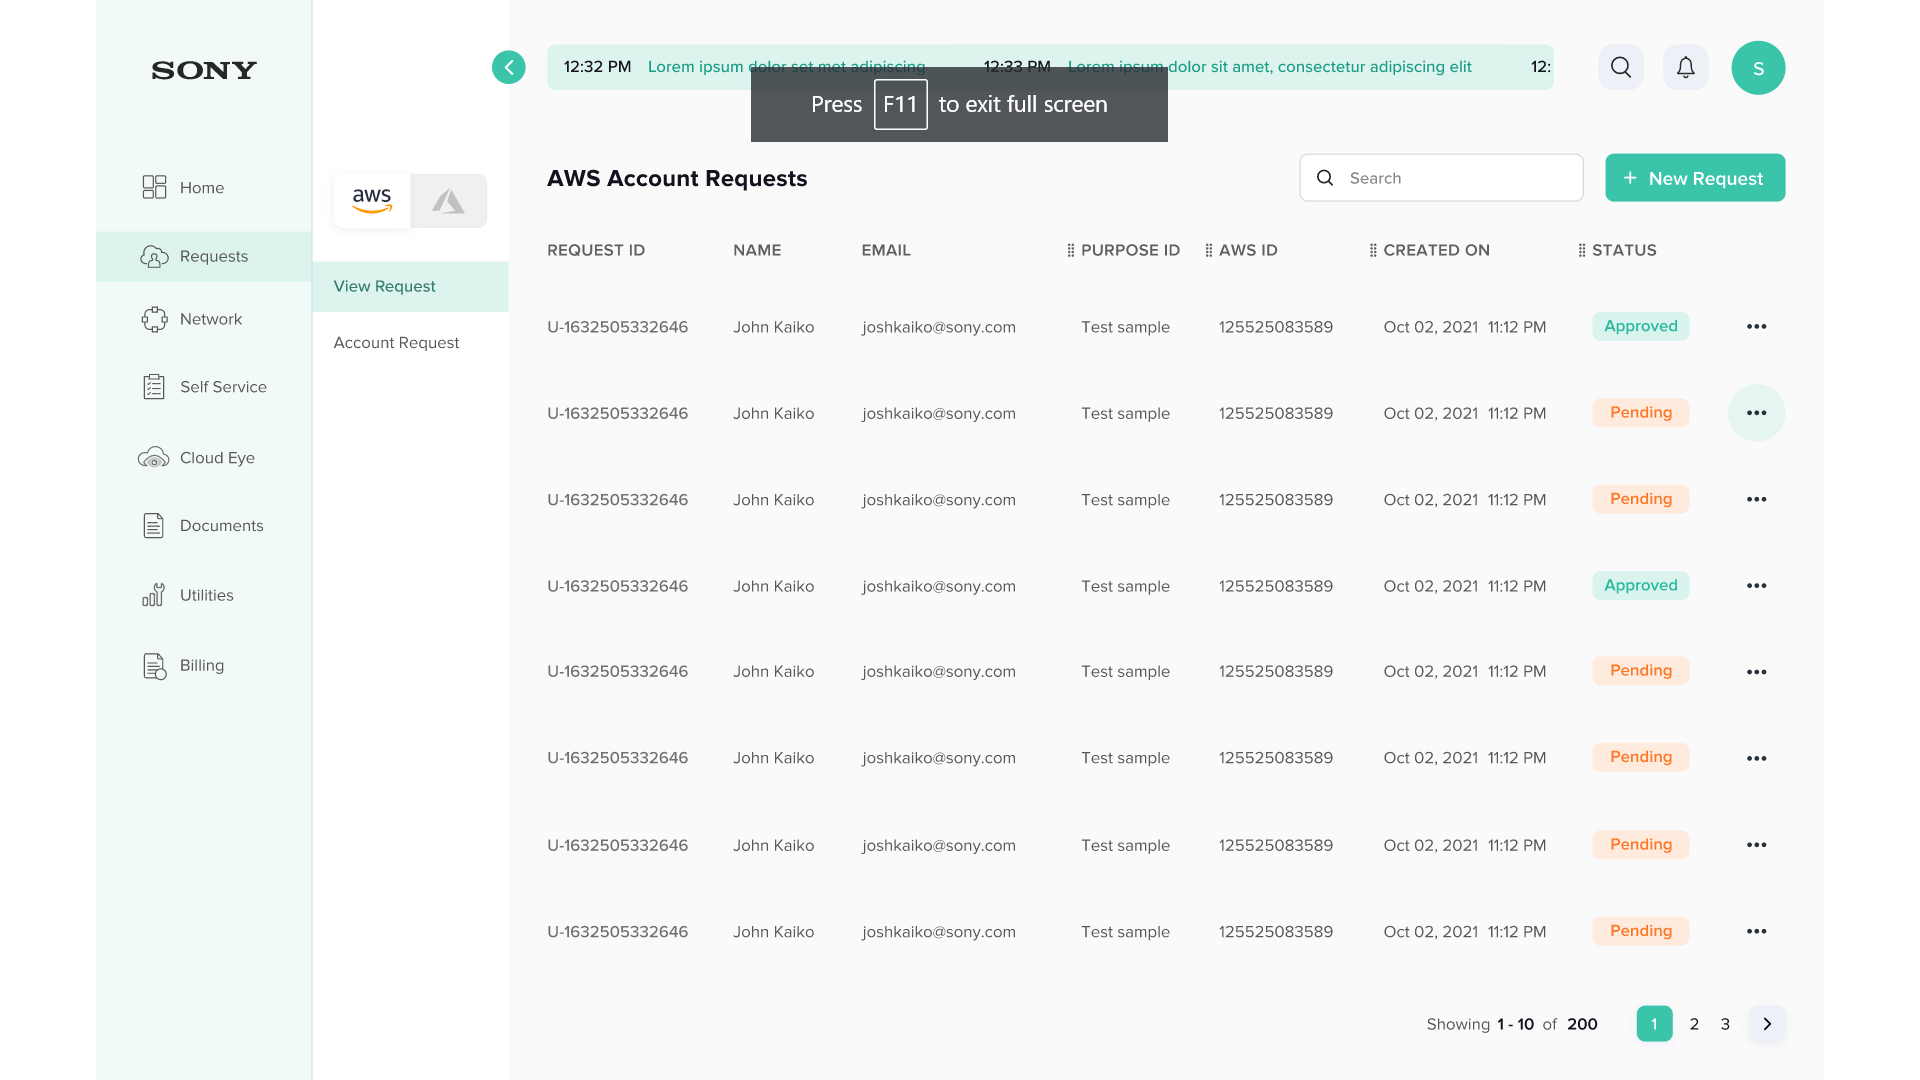 SONY
12:32 PM Lorem ipsum dolor set met adipiscing 12:33 PM Lorem ipsum dolor sit amet, consectetur adipiscing elit 12:
S
Press F11 to exit full screen
Home
Requests
Network
Self Service
Cloud Eye
Documents
Utilities
Billing
aws
View Request
Account Request
AWS Account Requests
Search
+ New Request
REQUEST ID NAME EMAIL PURPOSE ID AWS ID CREATED ON STATUS
U-1632505332646 John Kaiko joshkaiko@sony.com Test sample 125525083589 Oct 02, 2021 11:12 PM Approved
U-1632505332646 John Kaiko joshkaiko@sony.com Test sample 125525083589 Oct 02, 2021 11:12 PM Pending
U-1632505332646 John Kaiko joshkaiko@sony.com Test sample 125525083589 Oct 02, 2021 11:12 PM Pending
U-1632505332646 John Kaiko joshkaiko@sony.com Test sample 125525083589 Oct 02, 2021 11:12 PM Approved
U-1632505332646 John Kaiko joshkaiko@sony.com Test sample 125525083589 Oct 02, 2021 11:12 PM Pending
U-1632505332646 John Kaiko joshkaiko@sony.com Test sample 125525083589 Oct 02, 2021 11:12 PM Pending
U-1632505332646 John Kaiko joshkaiko@sony.com Test sample 125525083589 Oct 02, 2021 11:12 PM Pending
U-1632505332646 John Kaiko joshkaiko@sony.com Test sample 125525083589 Oct 02, 2021 11:12 PM Pending
Showing 1 - 10 of 200 1 2 3